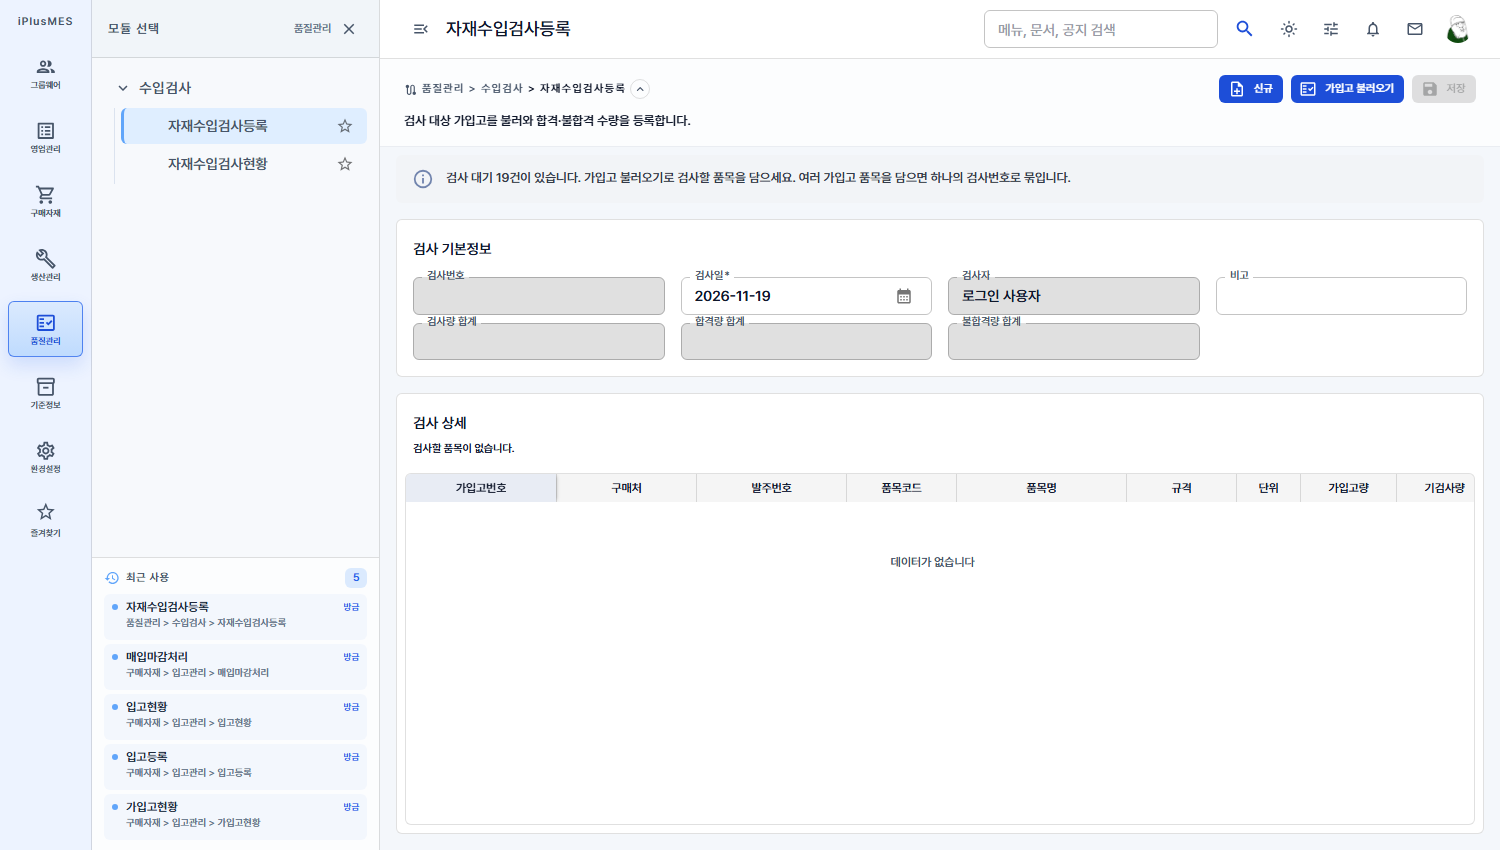 iPlusMES
그룹웨어
영업관리
구매자재
생산관리
품질관리
기준정보
환경설정
즐겨찾기
모듈 선택
품질관리
수입검사
자재수입검사등록
자재수입검사현황
최근 사용
5
자재수입검사등록
방금
품질관리 > 수입검사 > 자재수입검사등록
매입마감처리
방금
구매자재 > 입고관리 > 매입마감처리
입고현황
방금
구매자재 > 입고관리 > 입고현황
입고등록
방금
구매자재 > 입고관리 > 입고등록
가입고현황
방금
구매자재 > 입고관리 > 가입고현황
자재수입검사등록
메뉴, 문서, 공지 검색
품질관리 > 수입검사 > 자재수입검사등록
신규
가입고 불러오기
저장
검사 대상 가입고를 불러와 합격·불합격 수량을 등록합니다.
검사 대기 19건이 있습니다. 가입고 불러오기로 검사할 품목을 담으세요. 여러 가입고 품목을 담으면 하나의 검사번호로 묶입니다.
검사 기본정보
검사번호
검사일*
2026-11-19
검사자
로그인 사용자
비고
검사량 합계
합격량 합계
불합격량 합계
검사 상세
검사할 품목이 없습니다.
가입고번호 구매처 발주번호 품목코드 품목명 규격 단위 가입고량 기검사량
데이터가 없습니다